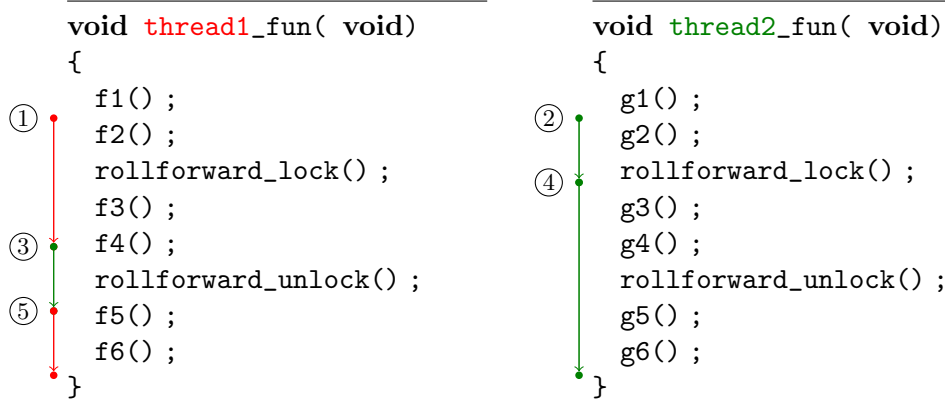 void thread1_fun( void)
{
f1() ;
① f2() ;
rollforward_lock() ;
f3() ;
③ f4() ;
rollforward_unlock() ;
⑤ f5() ;
f6() ;
}
void thread2_fun( void)
{
g1() ;
② g2() ;
rollforward_lock() ;
④ g3() ;
g4() ;
rollforward_unlock() ;
g5() ;
g6() ;
}